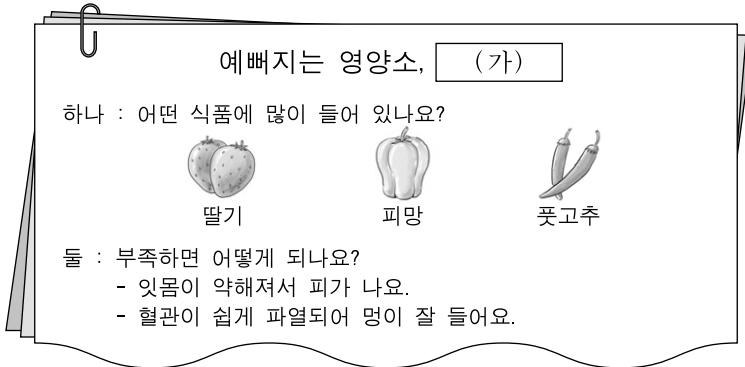 예뻐지는 영양소, (가)
하나 : 어떤 식품에 많이 들어 있나요?
딸기 피망 풋고추
둘 : 부족하면 어떻게 되나요?
- 잇몸이 약해져서 피가 나요.
- 혈관이 쉽게 파열되어 멍이 잘 들어요.